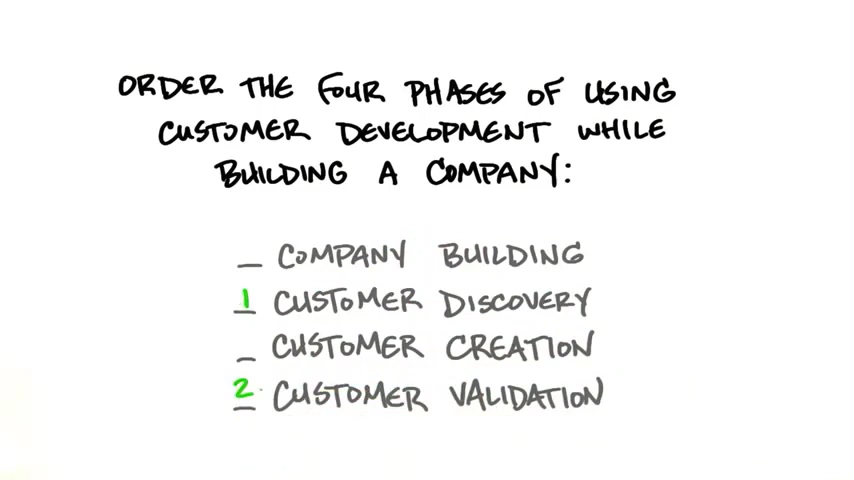 ORDER THE FOUR PHASES OF USING
CUSTOMER DEVELOPMENT WHILE
BUILDING A COMPANY:
_ COMPANY BUILDING
1 CUSTOMER DISCOVERY
_ CUSTOMER CREATION
2 CUSTOMER VALIDATION